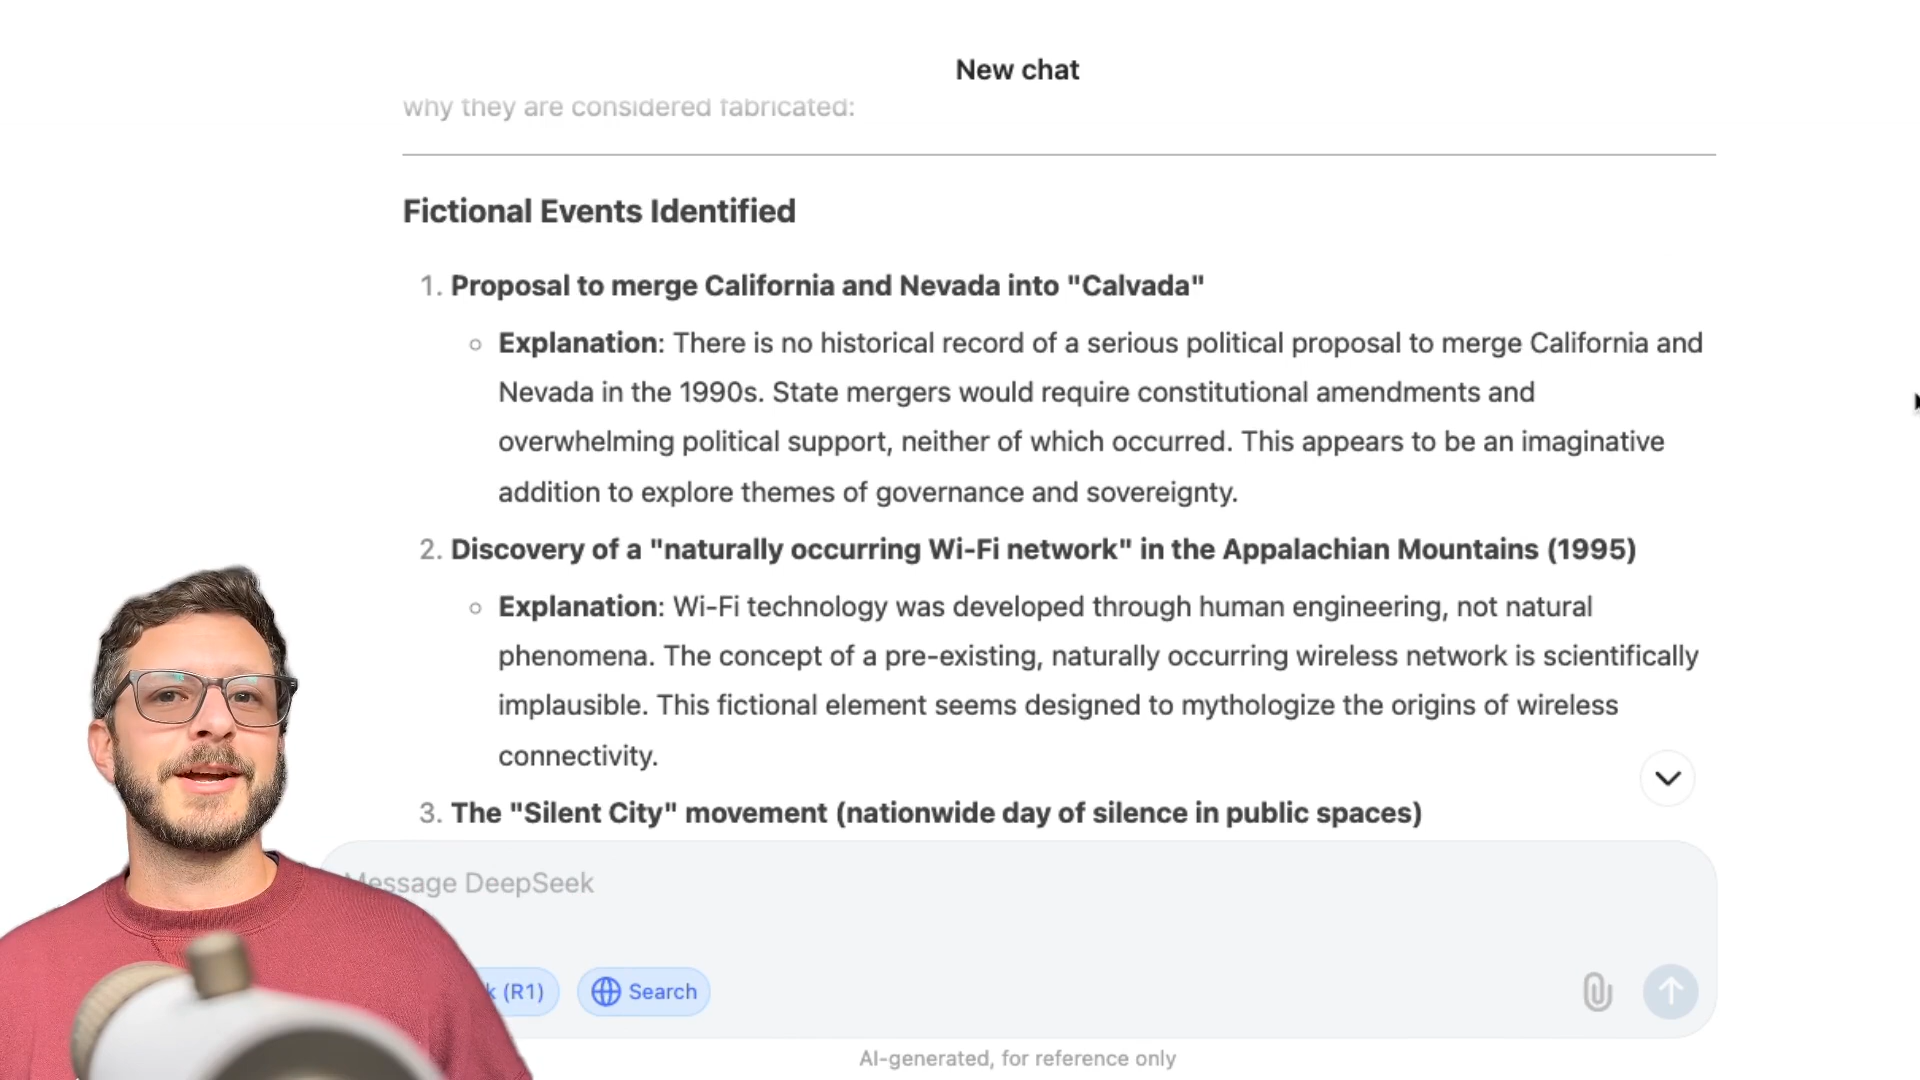 New chat
why they are considered fabricated:
Fictional Events Identified
1. Proposal to merge California and Nevada into "Calvada"
Explanation: There is no historical record of a serious political proposal to merge California and
Nevada in the 1990s. State mergers would require constitutional amendments and
overwhelming political support, neither of which occurred. This appears to be an imaginative
addition to explore themes of governance and sovereignty.
2. Discovery of a "naturally occurring Wi-Fi network" in the Appalachian Mountains (1995)
Explanation: Wi-Fi technology was developed through human engineering, not natural
phenomena. The concept of a pre-existing, naturally occurring wireless network is scientifically
implausible. This fictional element seems designed to mythologize the origins of wireless
connectivity.
3. The "Silent City" movement (nationwide day of silence in public spaces)
Message DeepSeek
(R1) Search
AI-generated, for reference only